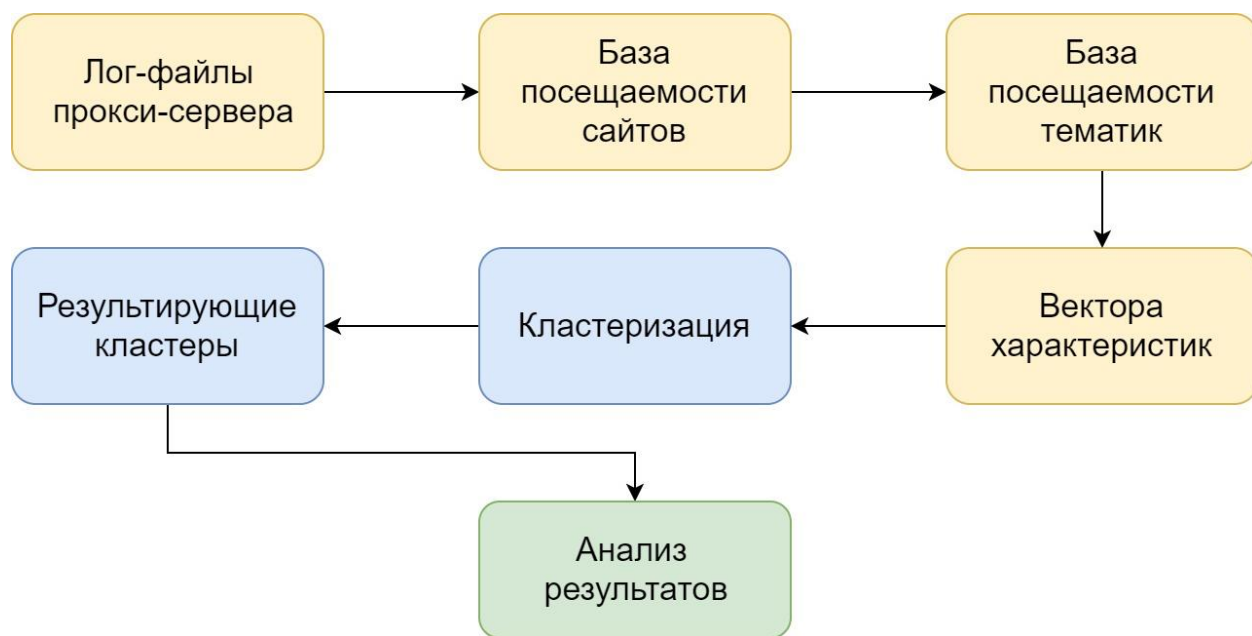 Лог-файлы
прокси-сервера
База
посещаемости
сайтов
База
посещаемости
тематик
Вектора
характеристик
Кластеризация
Результирующие
кластеры
Анализ
результатов